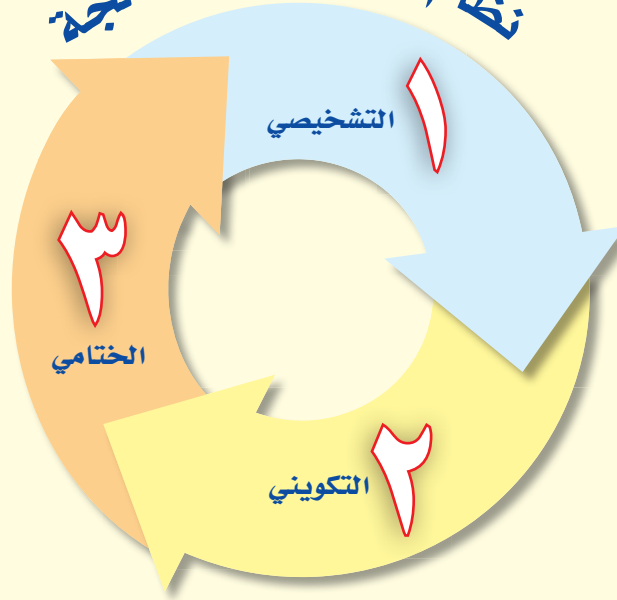 ١
التشخيصي
٢
التكويني
٣
الختامي